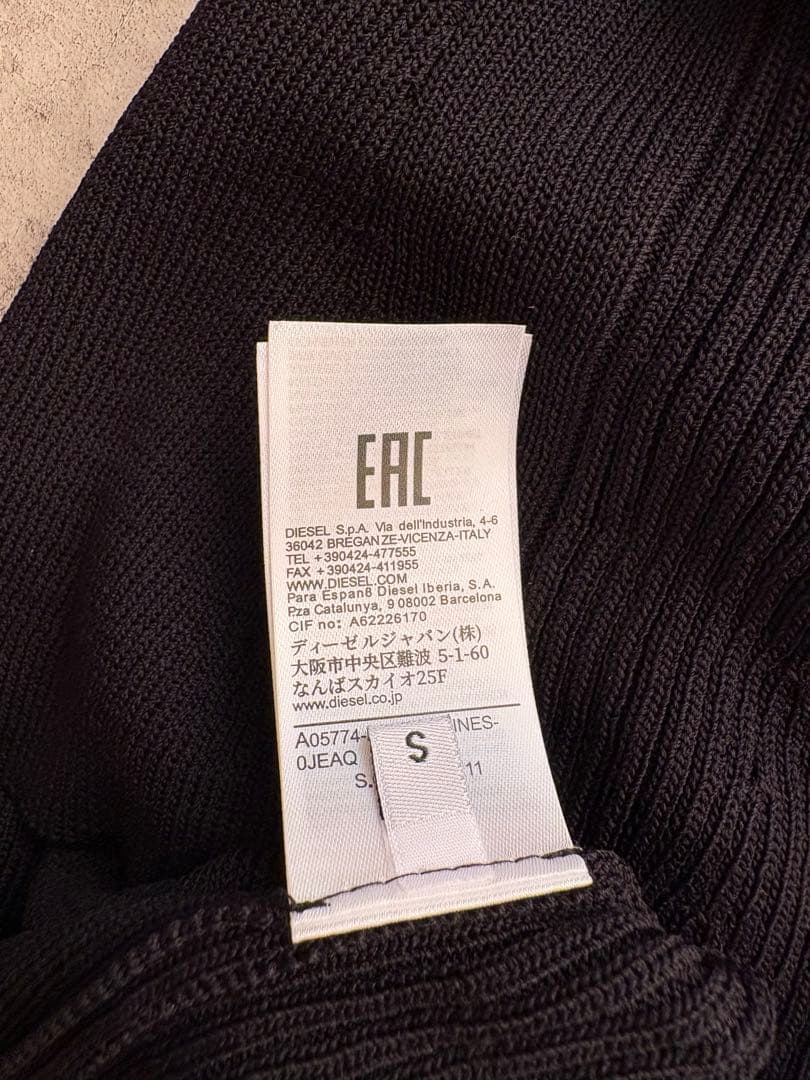 EAC
DIESEL S.p.A. Via dell'Industria, 4-6
36042 BREGANZE-VICENZA-ITALY
TEL +390424-477555
FAX +390424-411955
WWW.DIESEL.COM
Para Espan8 Diesel Iberia, S.A.
Pza Catalunya, 9 08002 Barcelona
CIF no: A62226170
ディーゼルジャパン(株)
大阪市中央区難波 5-1-60
なんばスカイオ25F
www.diesel.co.jp
A05774-
0JEAQ
S